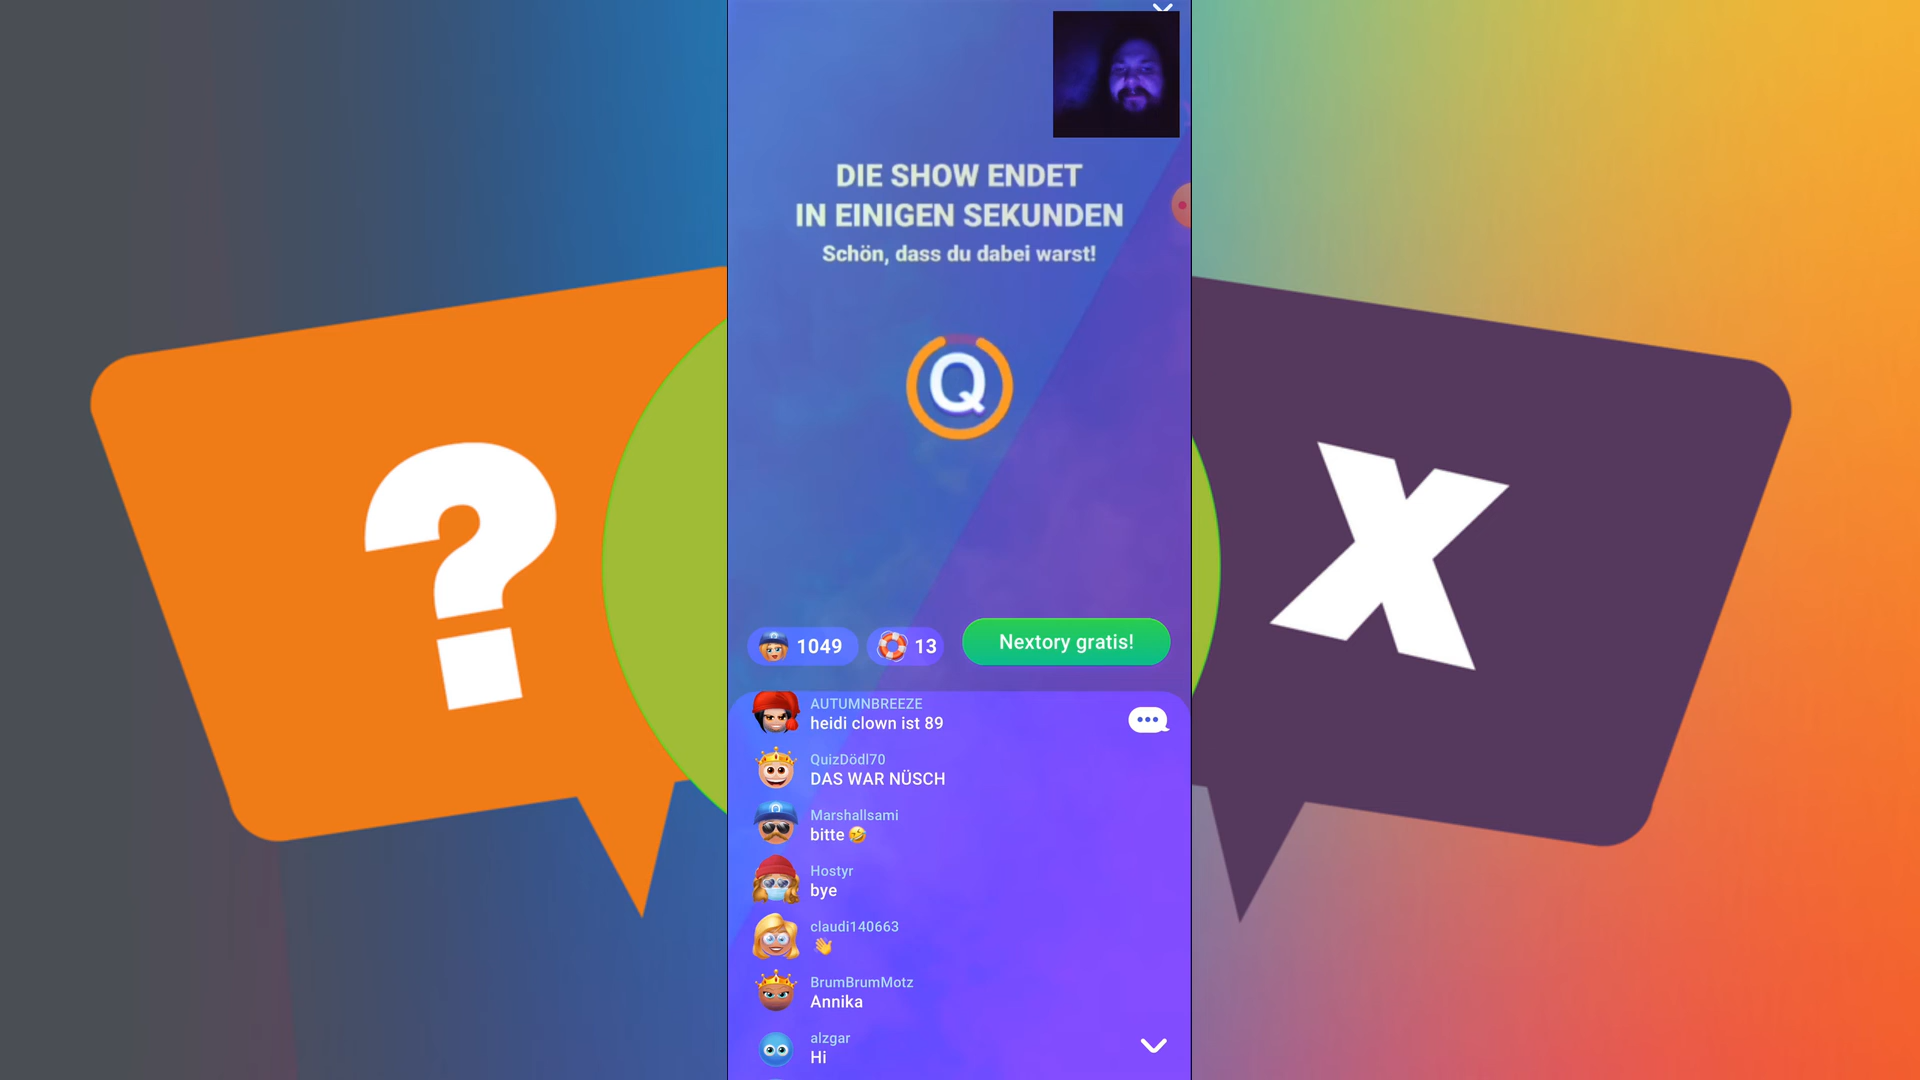 DIE SHOW ENDET
IN EINIGEN SEKUNDEN
Schön, dass du dabei warst!
Q
?
X
1049
13
Nextory gratis!
AUTUMNBREEZE
heidi clown ist 89
QuizDödl70
DAS WAR NÜSCH
Marshallsami
bitte 🤣
Hostyr
bye
claudi140663
👋
BrumBrumMotz
Annika
alzgar
Hi